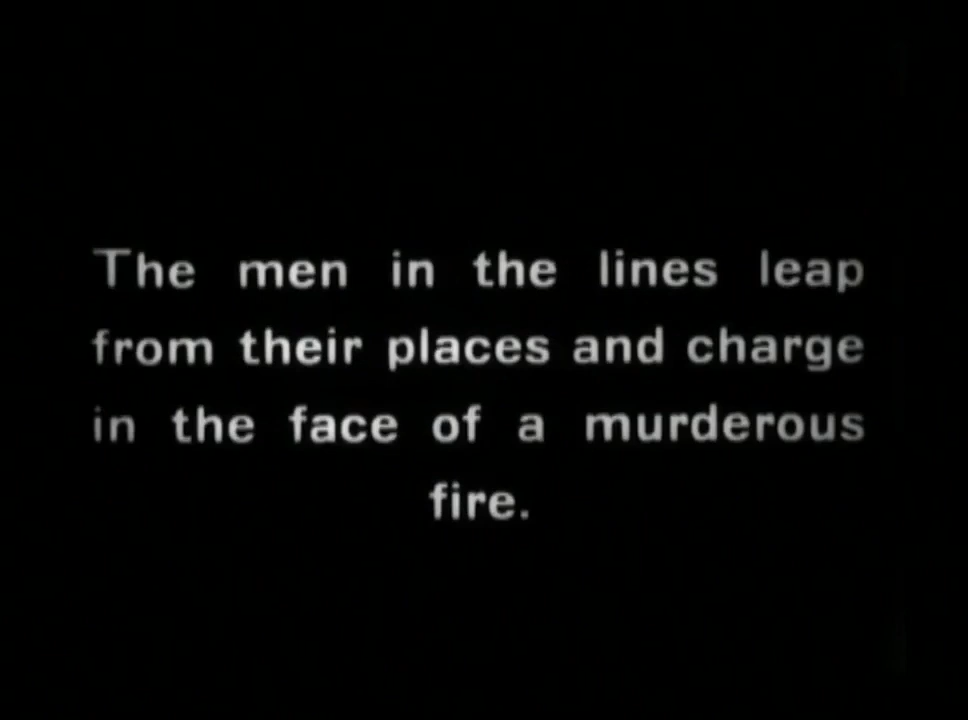 The men in the lines leap
from their places and charge
in the face of a murderous
fire.